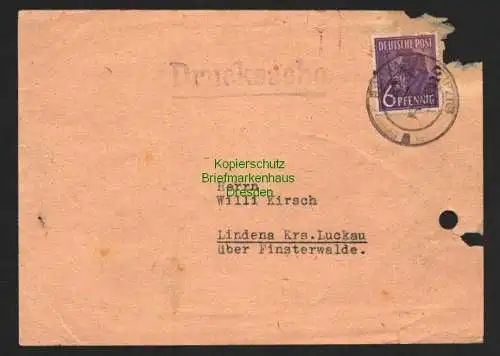 DEUTSCHE POST
6 PFENNIG
Drucksache
Kopierschutz
Briefmarkenhaus
Dresden
Herrn
Willi Kirsch
Lindena Krs.Luckau
über Finsterwalde.